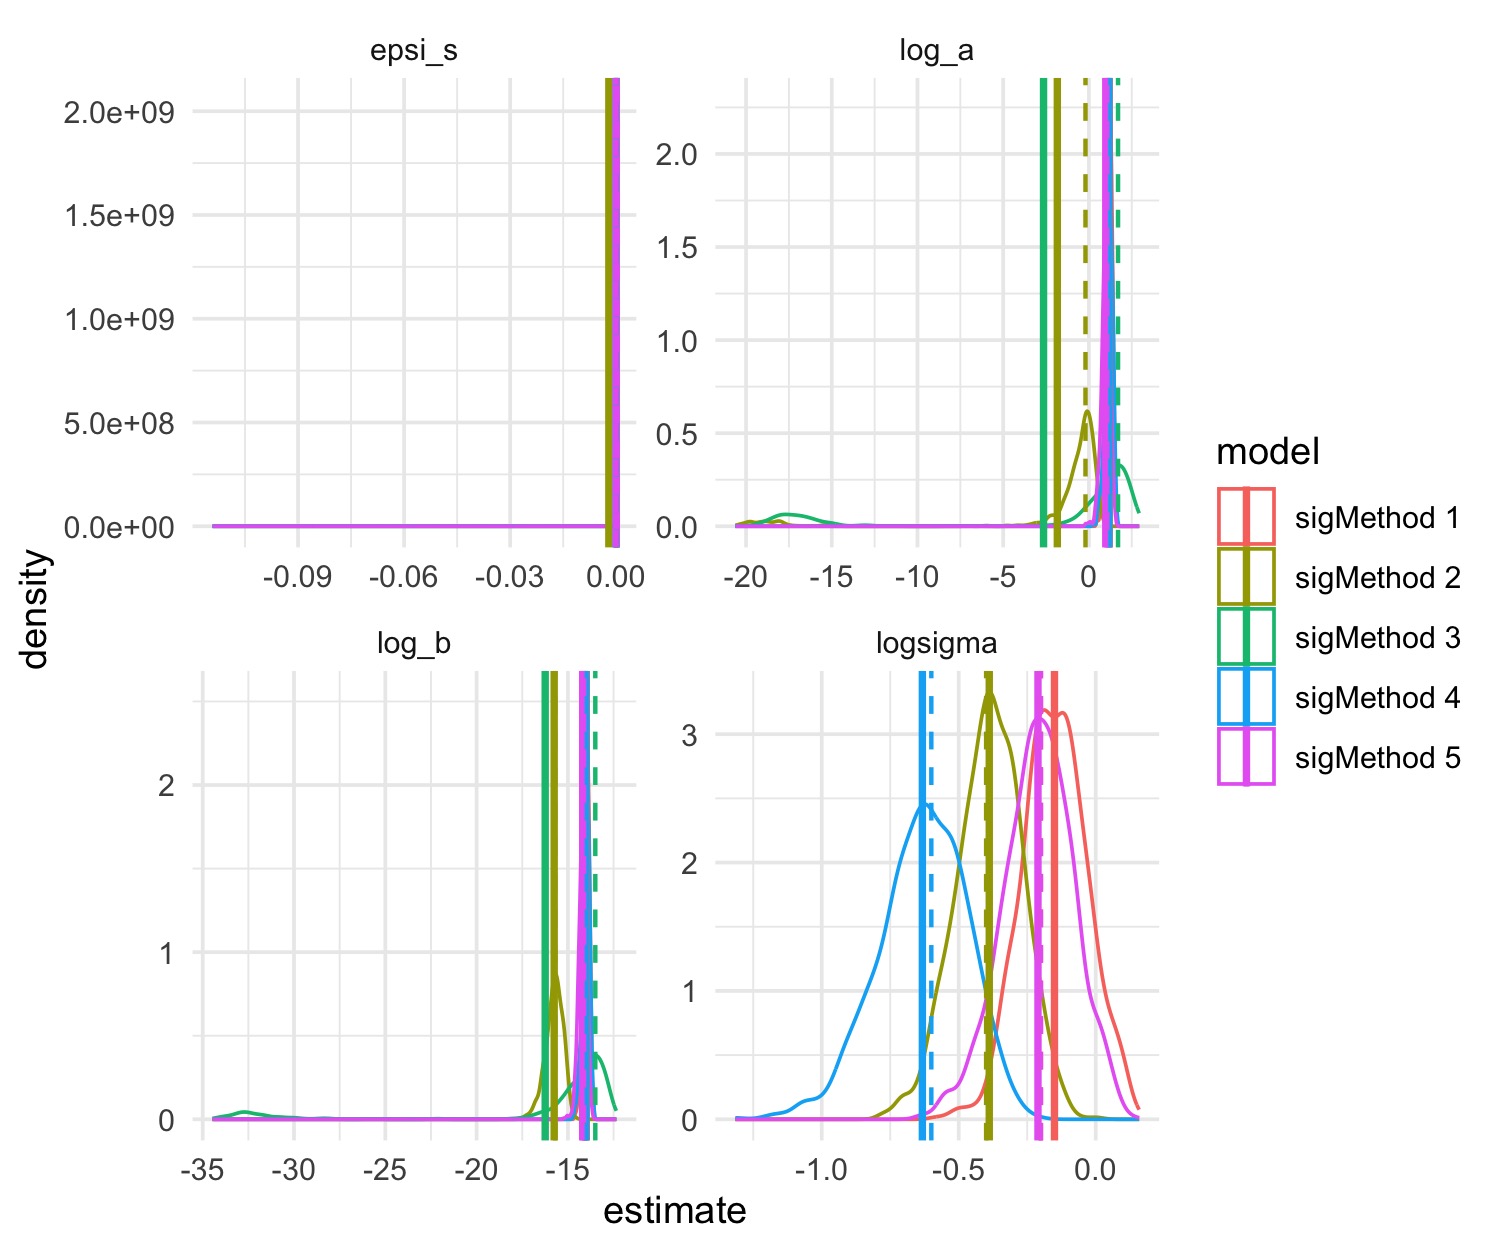 epsi_s
log_a
2.0e+09
1.5e+09
1.0e+09
5.0e+08
0.0e+00
-0.09 -0.06 -0.03 0.00
2.0
1.5
1.0
0.5
0.0
-20 -15 -10 -5 0
log_b
logsigma
2
1
0
-35 -30 -25 -20 -15
3
2
1
0
-1.0 -0.5 0.0
density
estimate
model
sigMethod 1
sigMethod 2
sigMethod 3
sigMethod 4
sigMethod 5